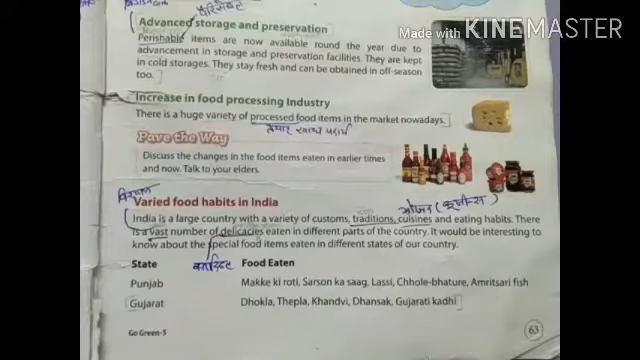 Made with KINEMASTER
Advanced storage and preservation
Perishable items are now available round the year due to
advancement in storage and preservation facilities. They are kept
in cold storages. They stay fresh and can be obtained in off-season
too.
Increase in food processing Industry
There is a huge variety of processed food items in the market nowadays.
तैयार खाद्य पदार्थ
Pave the Way
Discuss the changes in the food items eaten in earlier times
and now. Talk to your elders.
Varied food habits in India
भोजन (कूजीन्स)
India is a large country with a variety of customs, traditions, cuisines and eating habits. There
is a vast number of delicacies eaten in different parts of the country. It would be interesting to
know about the special food items eaten in different states of our country.
State Food Eaten
Punjab Makke ki roti, Sarson ka saag, Lassi, Chhole-bhature, Amritsari fish
Gujarat Dhokla, Thepla, Khandvi, Dhansak, Gujarati kadhi
Go Green-5 63